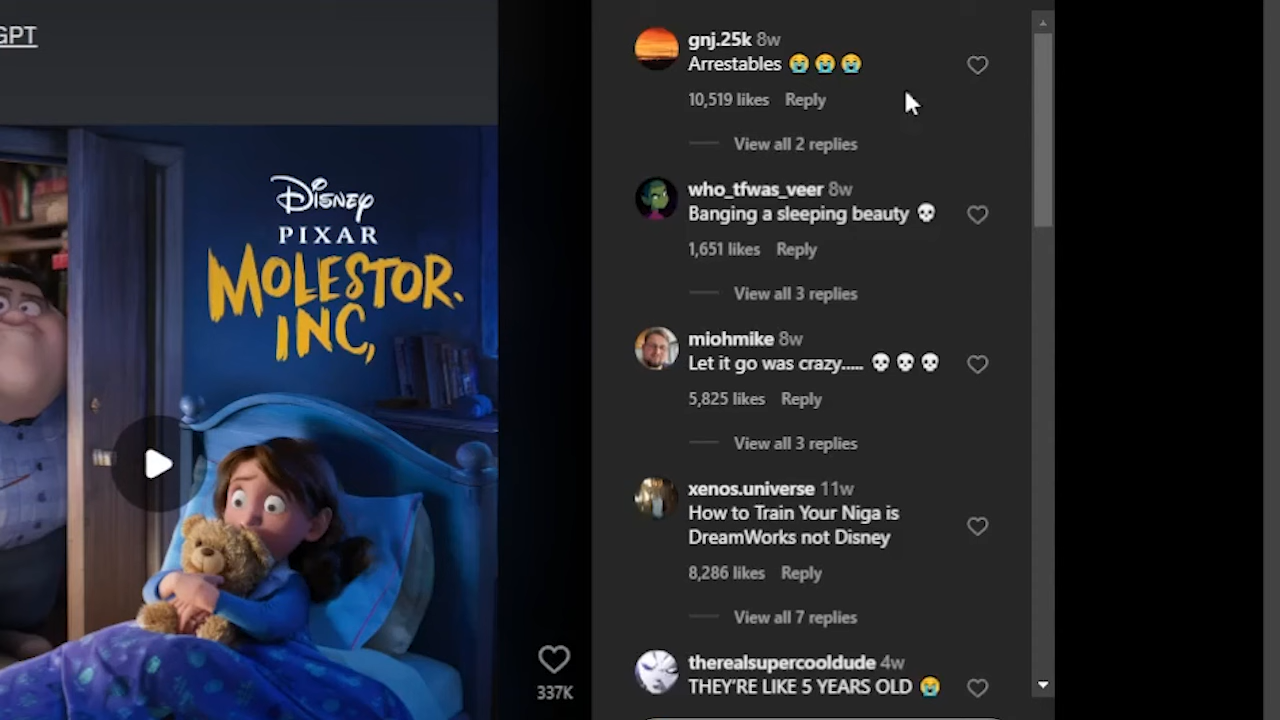 GPT
DISNEY
PIXAR
MOLESTOR.
INC,
337K
gnj.25k 8w
Arrestables 😭 😭 😭
10,519 likes Reply
View all 2 replies
who_tfwas_veer 8w
Banging a sleeping beauty 💀
1,651 likes Reply
View all 3 replies
miohmike 8w
Let it go was crazy..... 💀 💀 💀
5,825 likes Reply
View all 3 replies
xenos.universe 11w
How to Train Your Niga is
DreamWorks not Disney
8,286 likes Reply
View all 7 replies
therealsupercooldude 4w
THEY'RE LIKE 5 YEARS OLD 😭